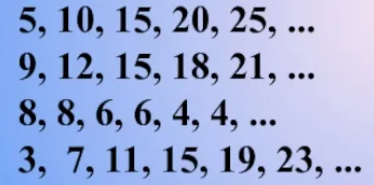 5, 10, 15, 20, 25, ...
9, 12, 15, 18, 21, ...
8, 8, 6, 6, 4, 4, ...
3, 7, 11, 15, 19, 23, ...